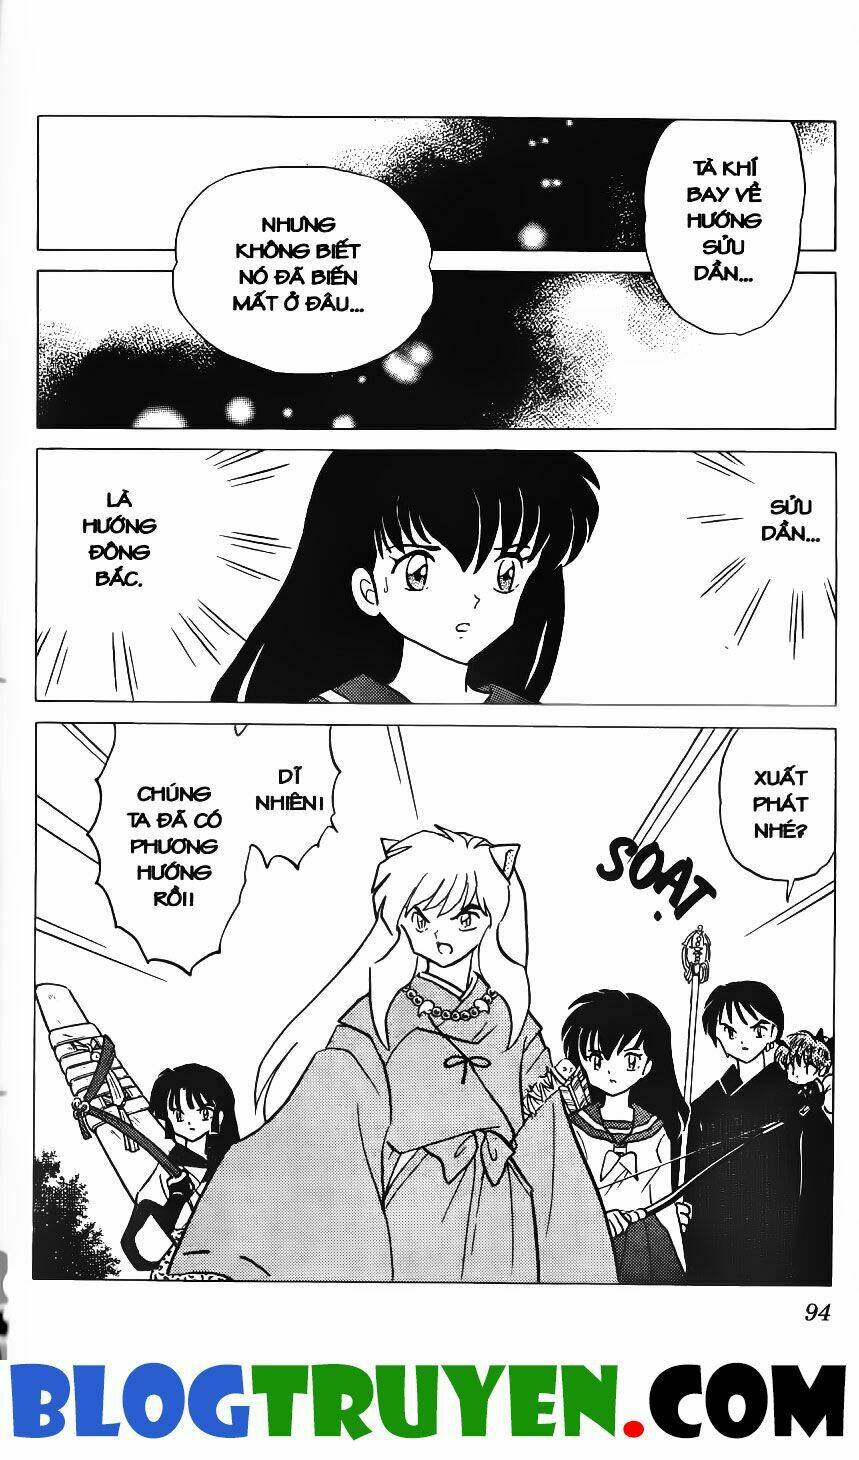 TÀ KHÍ
BAY VỀ
HƯỚNG
SỬU
DẦN...
NHƯNG
KHÔNG BIẾT
NÓ ĐÃ BIẾN
MẤT Ở ĐÂU...
SỬU
DẦN...
LÀ
HƯỚNG
ĐÔNG
BẮC.
XUẤT
PHÁT
NHÉ?
SOẠT
DĨ
NHIÊN!
CHÚNG
TA ĐÃ CÓ
PHƯƠNG
HƯỚNG
RỒI!
94
BLOGTRUYEN.COM